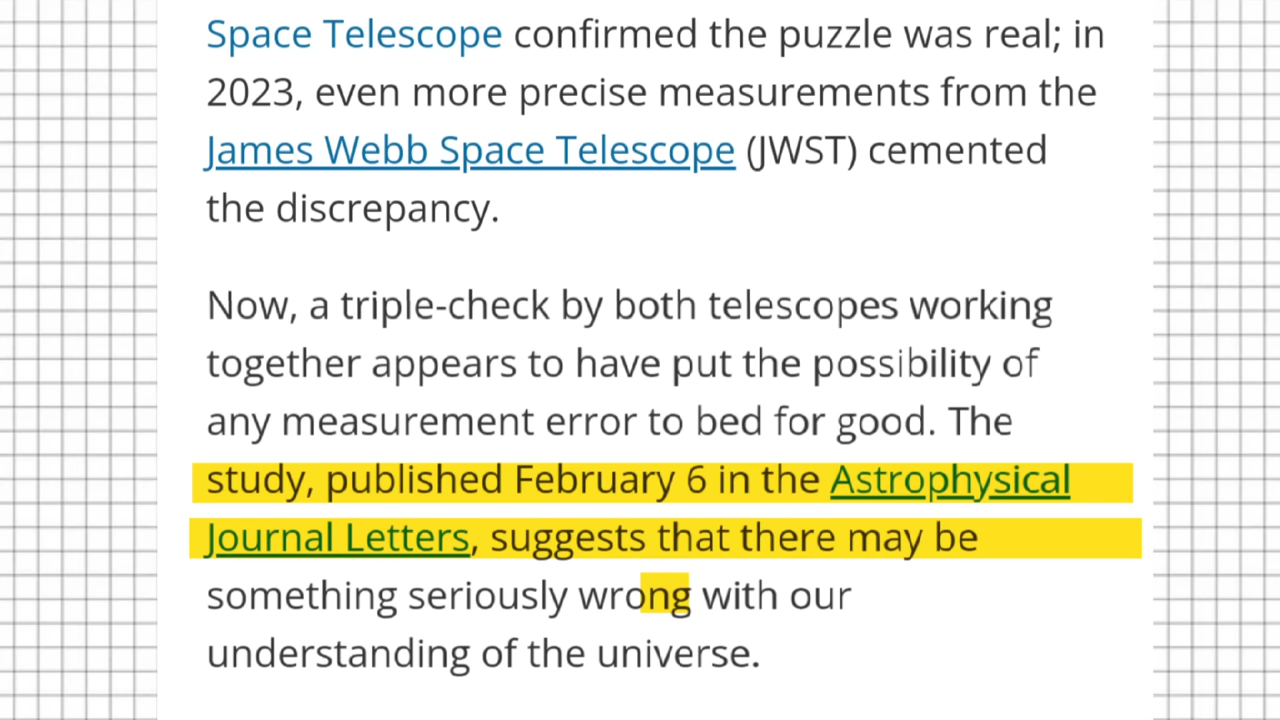 Space Telescope confirmed the puzzle was real; in
2023, even more precise measurements from the
James Webb Space Telescope (JWST) cemented
the discrepancy.
Now, a triple-check by both telescopes working
together appears to have put the possibility of
any measurement error to bed for good. The
study, published February 6 in the Astrophysical
Journal Letters, suggests that there may be
something seriously wrong with our
understanding of the universe.